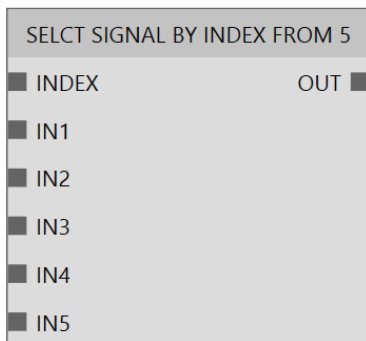 SELCT SIGNAL BY INDEX FROM 5
INDEX OUT
IN1
IN2
IN3
IN4
IN5